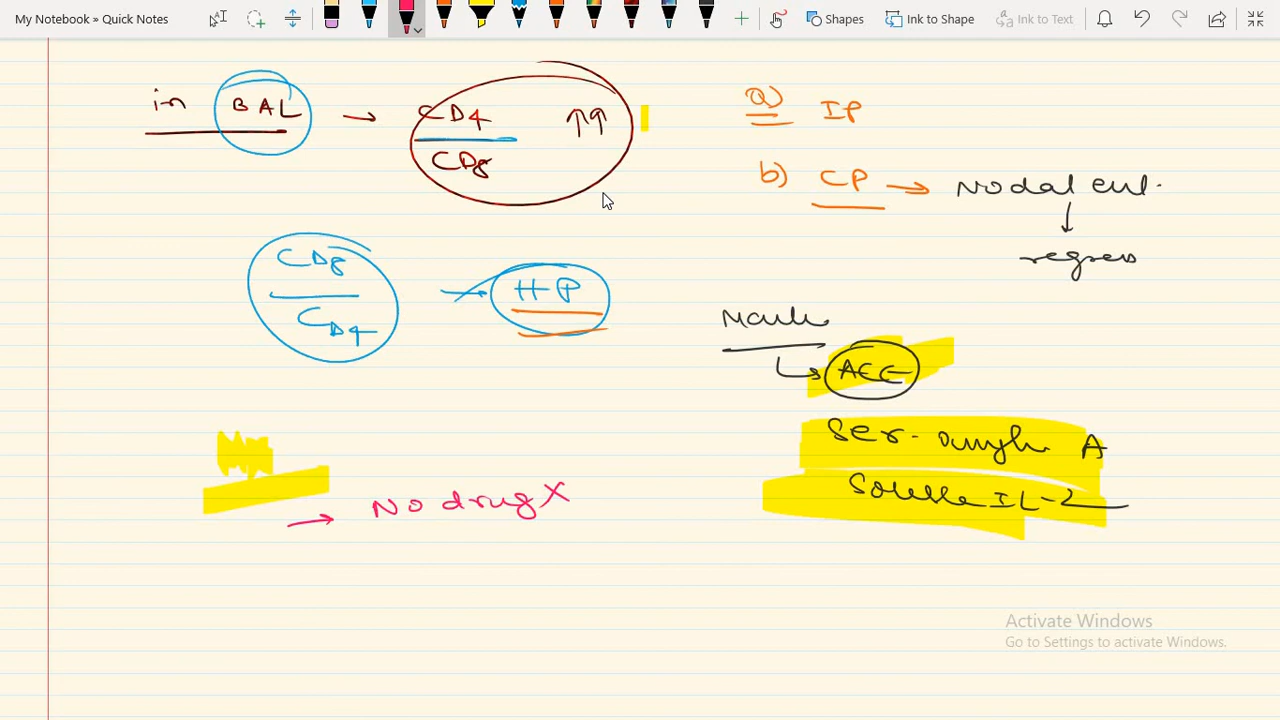 My Notebook » Quick Notes
Shapes
Ink to Shape
Ink to Text
in BAL → CD4 ↑↑
CD8
CD8
CD4
→ HP
→ No drug X
a) IP
b) CP → Nodal enl.
↓
regress
Mark
↳ ACE
Ser. amyl. A
Soluble IL-2
Activate Windows
Go to Settings to activate Windows.